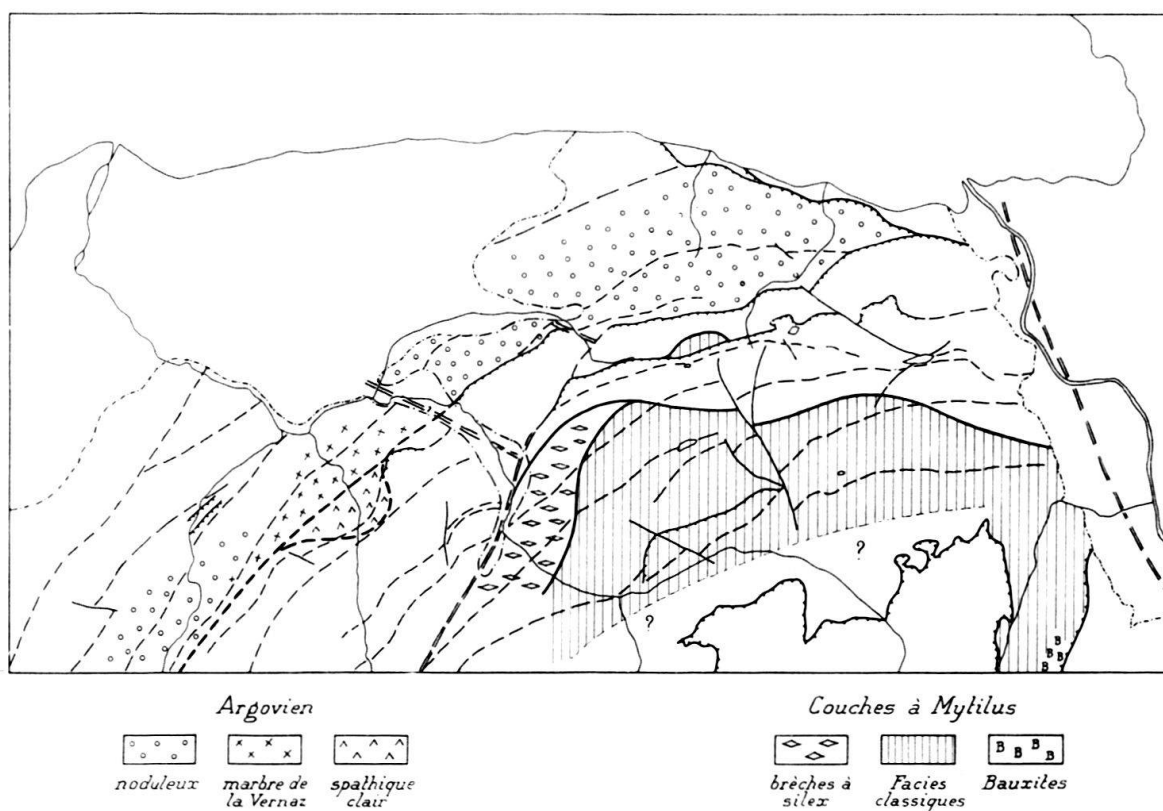 ?
?
B
B B
B B
B
Argovien
noduleux
marbre de
la Vernaz
spathique
clair
Couches à Mytilus
brèches à
silex
Facies
classiques
B B B B
Bauxites